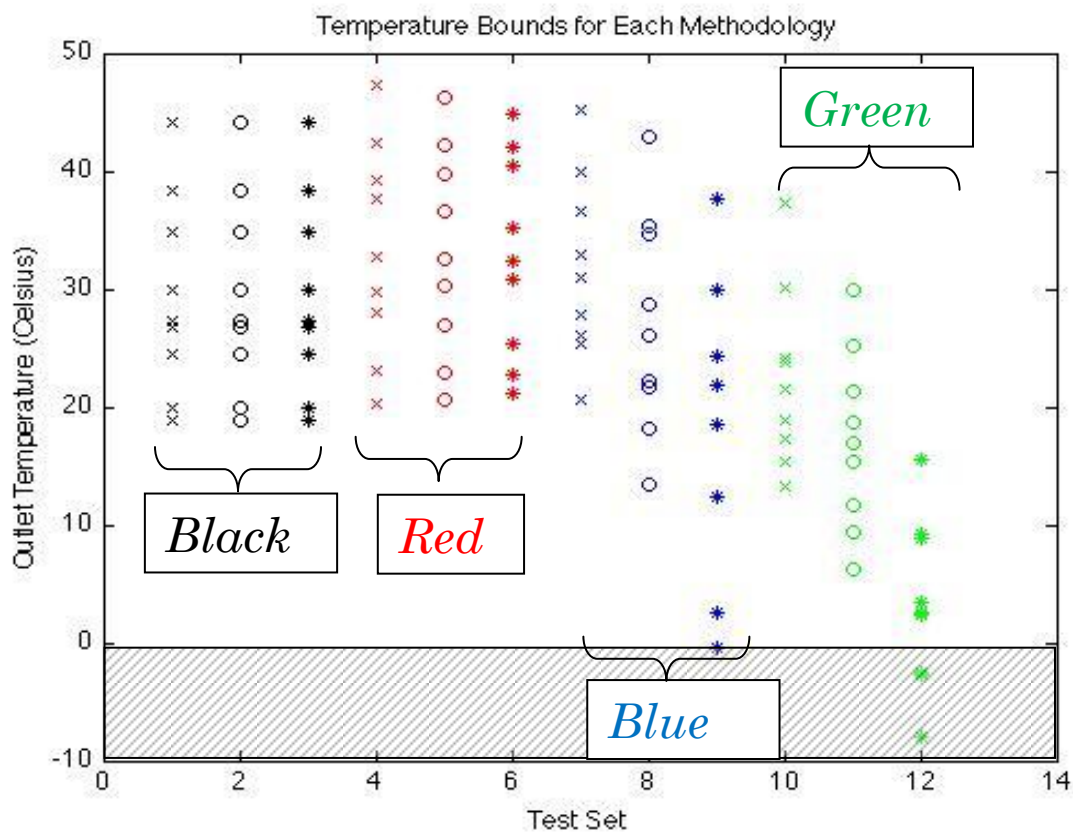 Temperature Bounds for Each Methodology
50
40
30
20
10
0
-10
Outlet Temperature (Celsius)
Green
Black
Red
Blue
0
2
4
6
8
10
12
14
Test Set